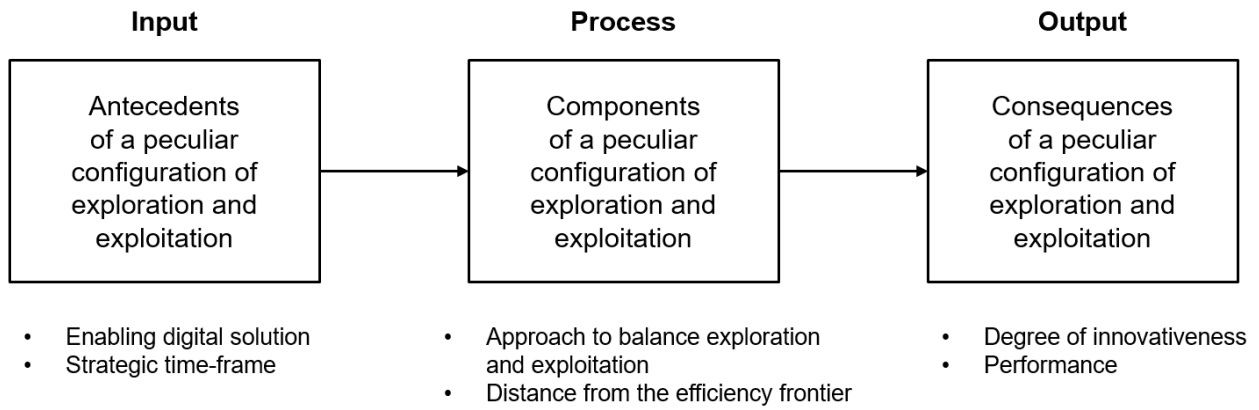 Input
Antecedents
of a peculiar
configuration of
exploration and
exploitation
• Enabling digital solution
• Strategic time-frame
Process
Components
of a peculiar
configuration of
exploration and
exploitation
• Approach to balance exploration
and exploitation
• Distance from the efficiency frontier
Output
Consequences
of a peculiar
configuration of
exploration and
exploitation
• Degree of innovativeness
• Performance